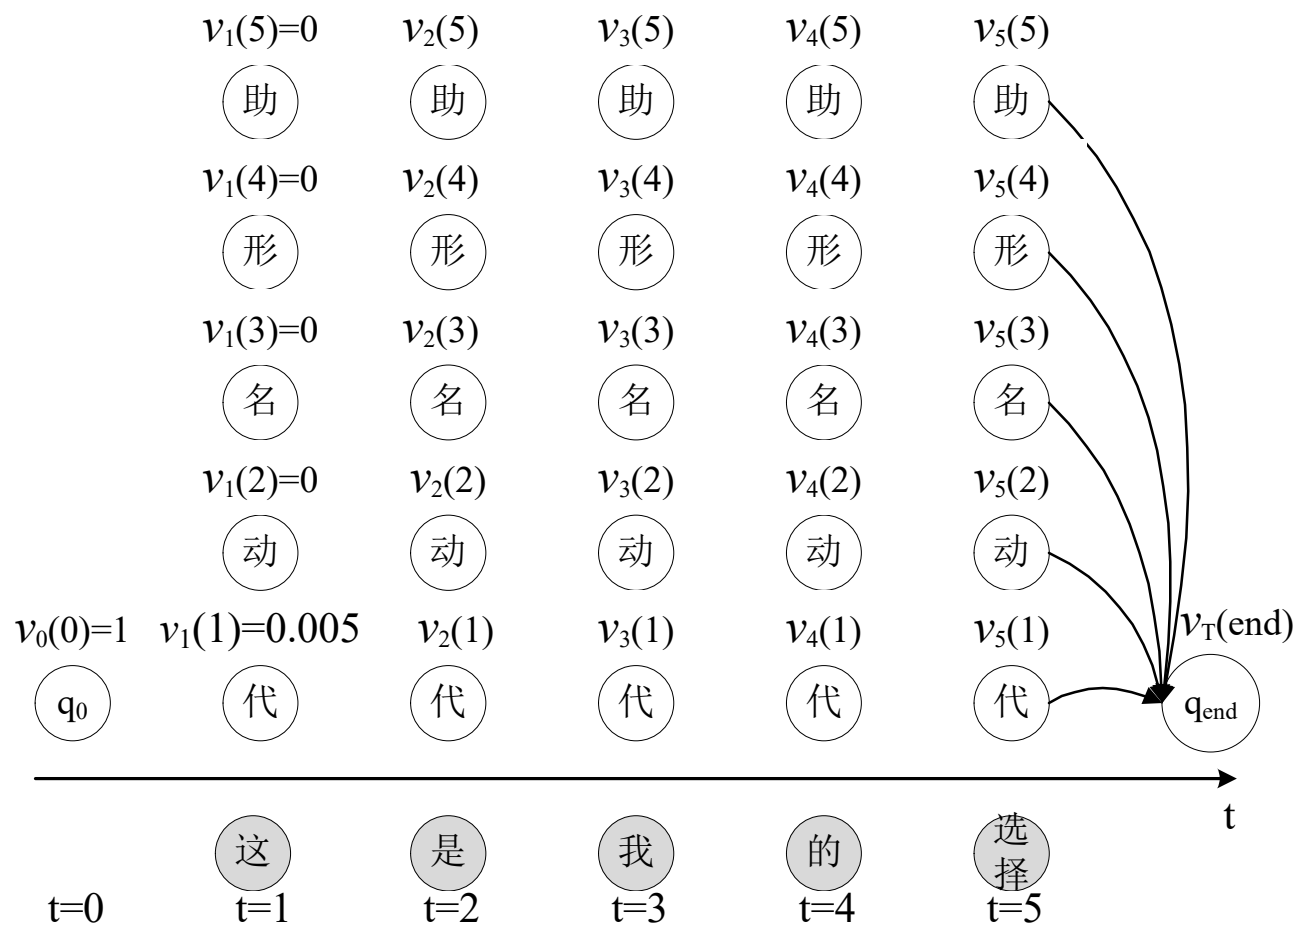 v₁(5)=0 v₂(5) v₃(5) v₄(5) v₅(5)
助 助 助 助 助
v₁(4)=0 v₂(4) v₃(4) v₄(4) v₅(4)
形 形 形 形 形
v₁(3)=0 v₂(3) v₃(3) v₄(3) v₅(3)
名 名 名 名 名
v₁(2)=0 v₂(2) v₃(2) v₄(2) v₅(2)
动 动 动 动 动
v₀(0)=1 v₁(1)=0.005 v₂(1) v₃(1) v₄(1) v₅(1) v_T(end)
q₀ 代 代 代 代 代 q_end
t
这 是 我 的 选择
t=0 t=1 t=2 t=3 t=4 t=5